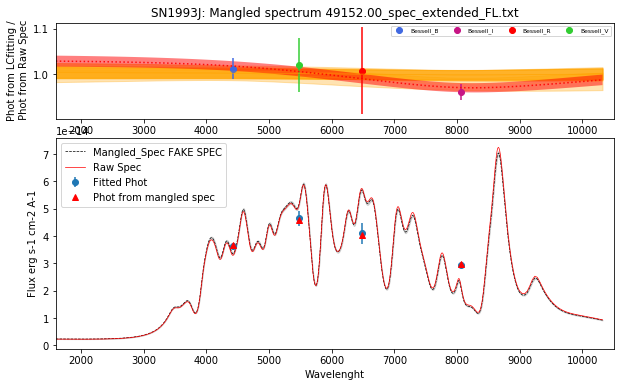 SN1993J: Mangled spectrum 49152.00_spec_extended_FL.txt
Phot from LCfitting /
Phot from Raw Spec
1.1
1.0
Bessell_B
Bessell_I
Bessell_R
Bessell_V
2000 3000 4000 5000 6000 7000 8000 9000 10000
1e-14
Flux erg s-1 cm-2 A-1
7
6
5
4
3
2
1
0
Mangled_Spec FAKE SPEC
Raw Spec
Fitted Phot
Phot from mangled spec
2000 3000 4000 5000 6000 7000 8000 9000 10000
Wavelenght